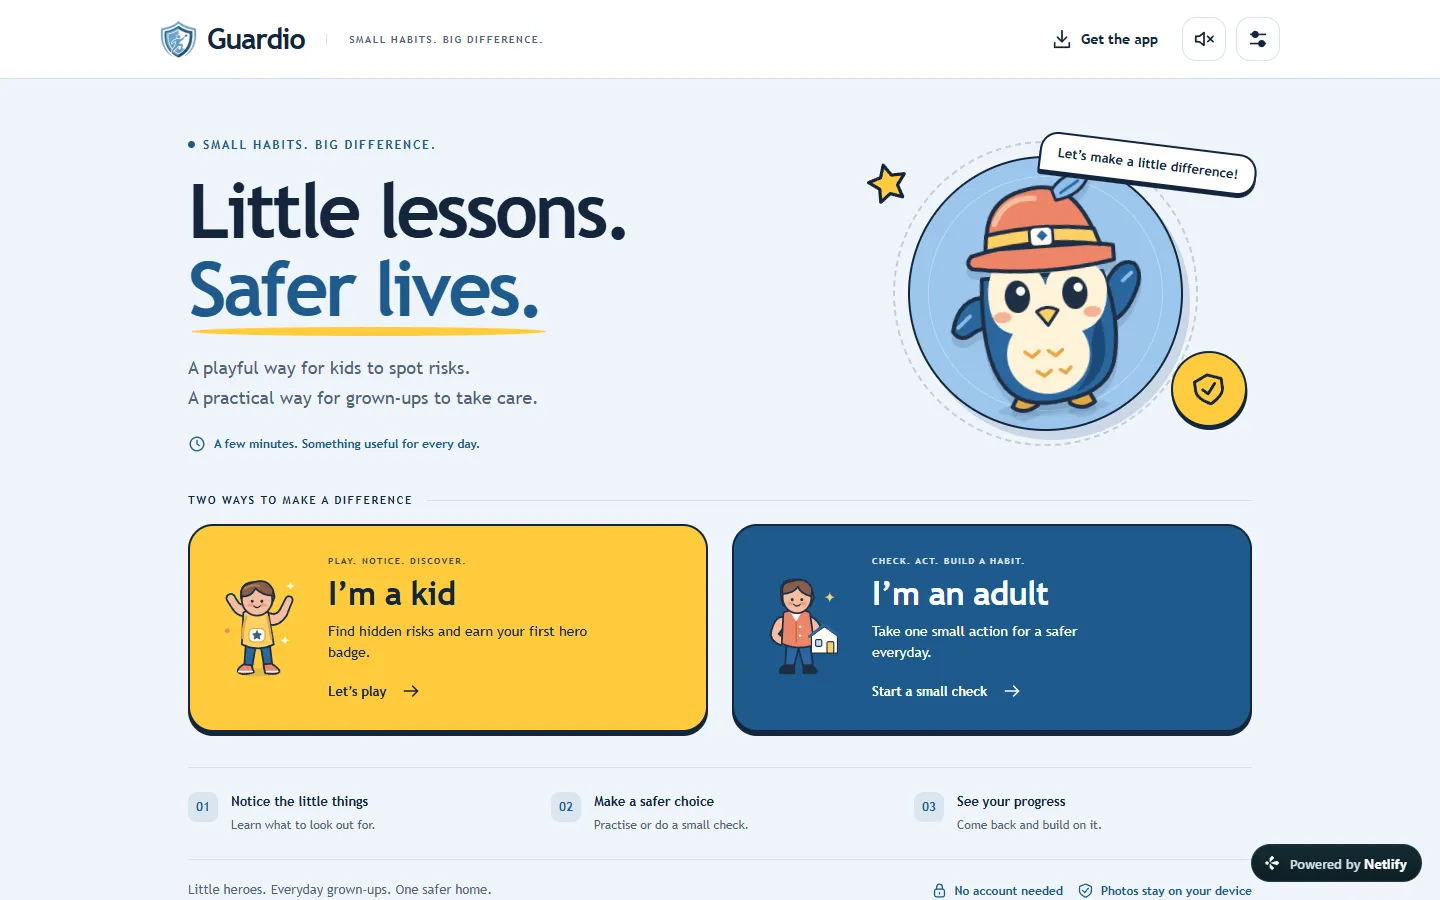 Guardio
SMALL HABITS. BIG DIFFERENCE.
Get the app
SMALL HABITS. BIG DIFFERENCE.
Little lessons.
Safer lives.
A playful way for kids to spot risks.
A practical way for grown-ups to take care.
A few minutes. Something useful for every day.
Let’s make a little difference!
TWO WAYS TO MAKE A DIFFERENCE
PLAY. NOTICE. DISCOVER.
I’m a kid
Find hidden risks and earn your first hero
badge.
Let’s play
CHECK. ACT. BUILD A HABIT.
I’m an adult
Take one small action for a safer
everyday.
Start a small check
01
Notice the little things
Learn what to look out for.
02
Make a safer choice
Practise or do a small check.
03
See your progress
Come back and build on it.
Powered by Netlify
Little heroes. Everyday grown-ups. One safer home.
No account needed
Photos stay on your device